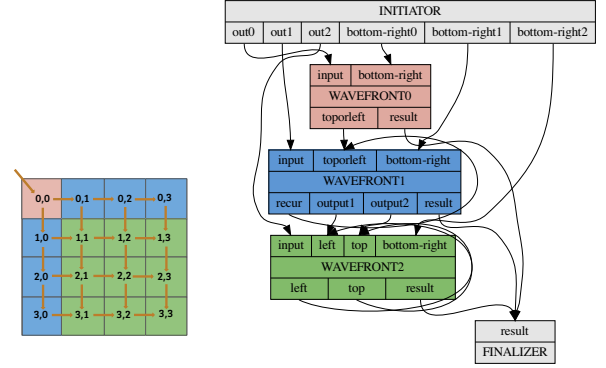 INITIATOR
out0 out1 out2 bottom-right0 bottom-right1 bottom-right2
input bottom-right
WAVEFRONT0
toporleft result
input toporleft bottom-right
WAVEFRONT1
recur output1 output2 result
input left top bottom-right
WAVEFRONT2
left top result
result
FINALIZER
0,0 0,1 0,2 0,3
1,0 1,1 1,2 1,3
2,0 2,1 2,2 2,3
3,0 3,1 3,2 3,3